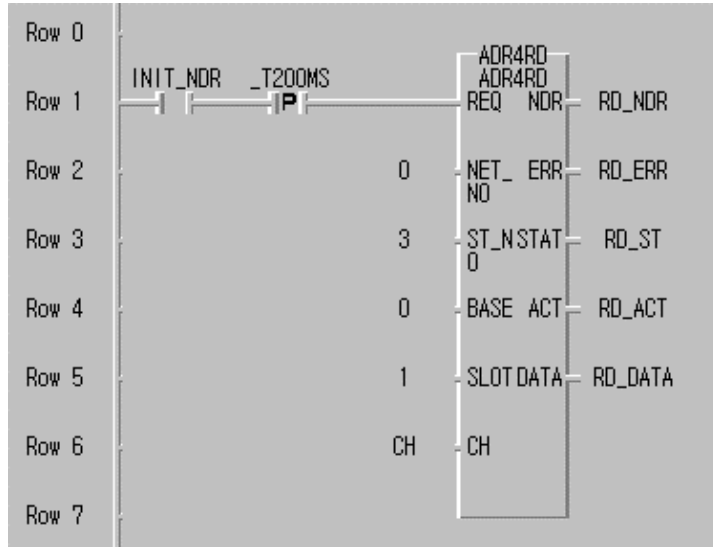 Row 0
ADR4RD
INIT_NDR _T200MS ADR4RD
Row 1 P REQ NDR RD_NDR
Row 2 0 NET_ ERR RD_ERR
NO
Row 3 3 ST_N STAT RD_ST
O
Row 4 0 BASE ACT RD_ACT
Row 5 1 SLOT DATA RD_DATA
Row 6 CH CH
Row 7